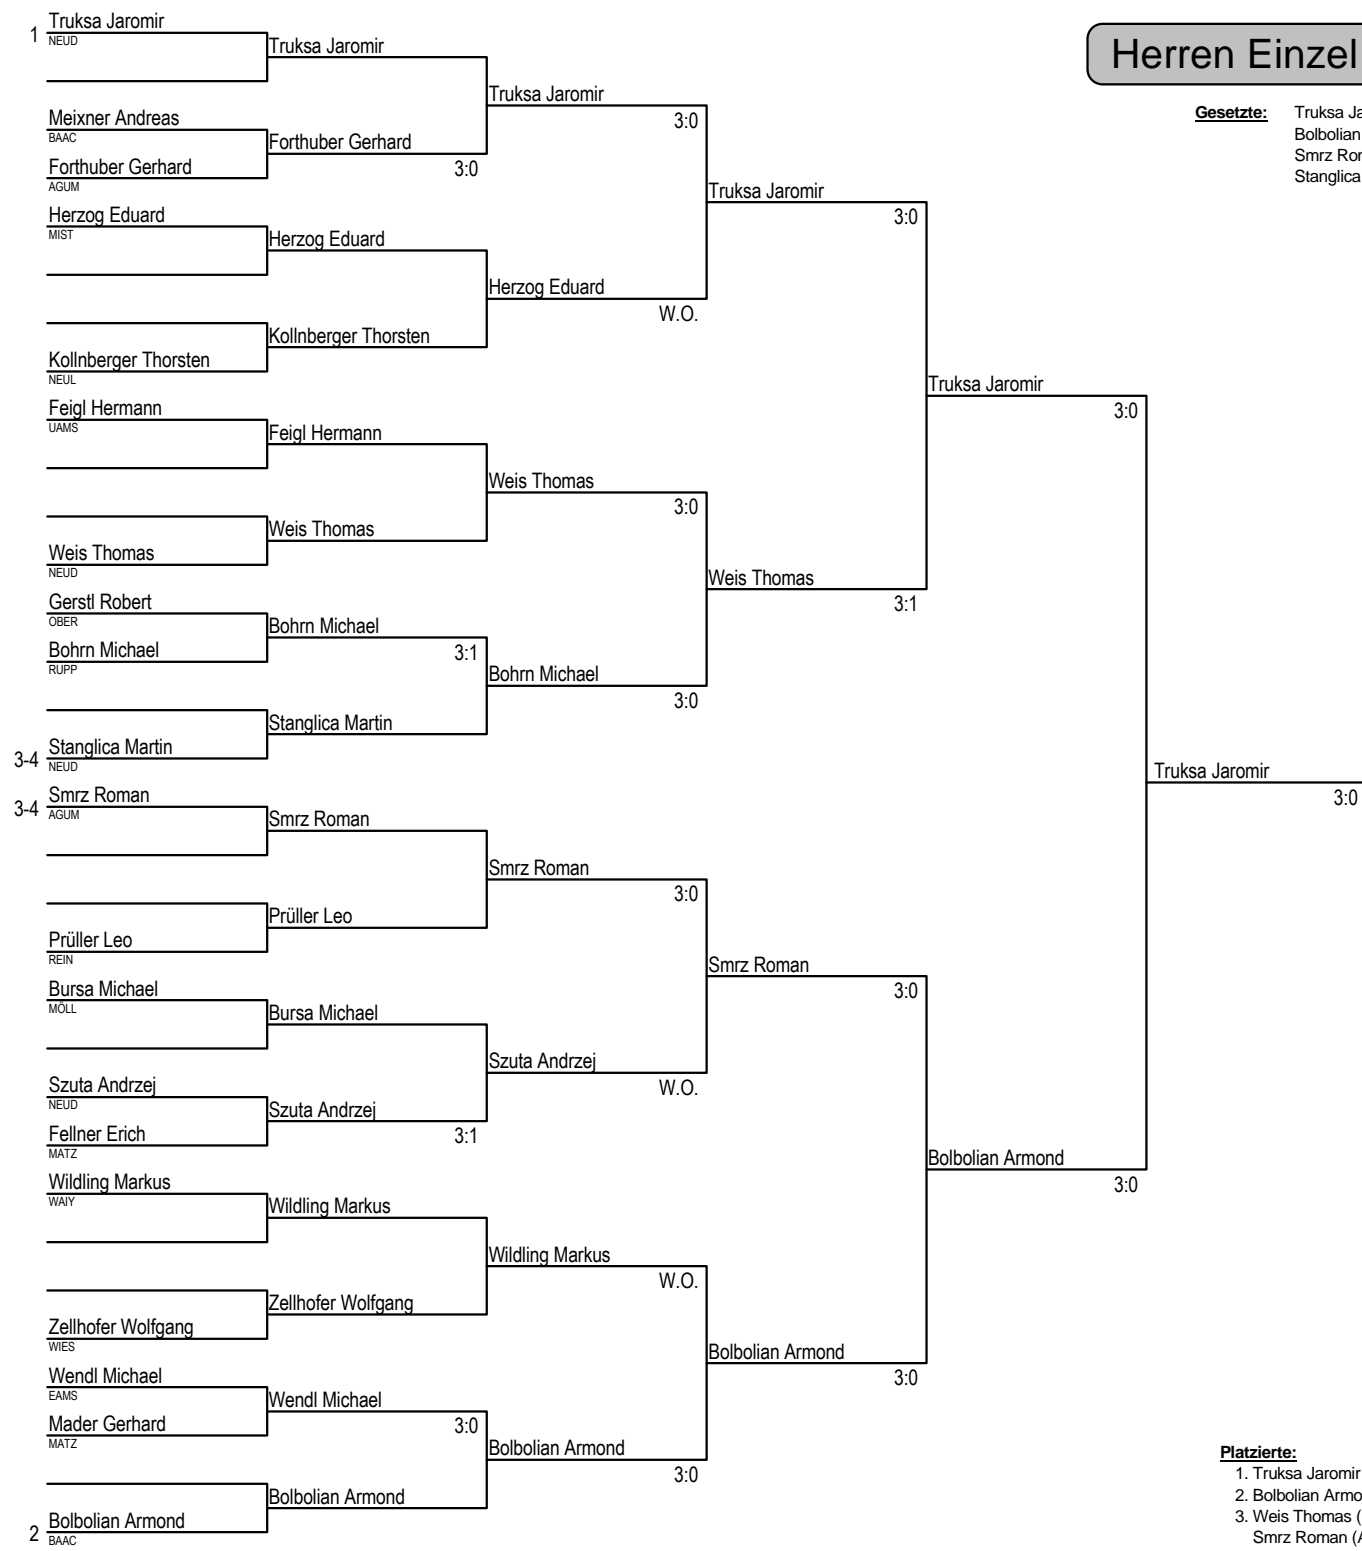 Herren Einzel
Gesetzte: Truksa Ja
Bolbolian
Smrz Ror
Stanglica
1 Truksa Jaromir
NEUD
Meixner Andreas
BAAC
Forthuber Gerhard
AGUM
Herzog Eduard
MIST
Kollnberger Thorsten
NEUL
Feigl Hermann
UAMS
Weis Thomas
NEUD
Gerstl Robert
OBER
Bohrn Michael
RUPP
3-4 Stanglica Martin
NEUD
3-4 Smrz Roman
AGUM
Prüller Leo
REIN
Bursa Michael
MÖLL
Szuta Andrzej
NEUD
Fellner Erich
MATZ
Wildling Markus
WAIY
Zellhofer Wolfgang
WIES
Wendl Michael
EAMS
Mader Gerhard
MATZ
2 Bolbolian Armond
BAAC
Truksa Jaromir
Forthuber Gerhard
3:0
Herzog Eduard
Kollnberger Thorsten
Feigl Hermann
Weis Thomas
Bohrn Michael
3:1
Stanglica Martin
Smrz Roman
Prüller Leo
Bursa Michael
Szuta Andrzej
3:1
Wildling Markus
Zellhofer Wolfgang
Wendl Michael
3:0
Bolbolian Armond
Truksa Jaromir
3:0
Herzog Eduard
W.O.
Weis Thomas
3:0
Bohrn Michael
3:0
Smrz Roman
3:0
Szuta Andrzej
W.O.
Wildling Markus
W.O.
Bolbolian Armond
3:0
Truksa Jaromir
3:0
Weis Thomas
3:1
Smrz Roman
3:0
Bolbolian Armond
3:0
Truksa Jaromir
3:0
Bolbolian Armond
3:0
Truksa Jaromir
3:0
Platzierte:
1. Truksa Jaromir
2. Bolbolian Armo
3. Weis Thomas (
Smrz Roman (A